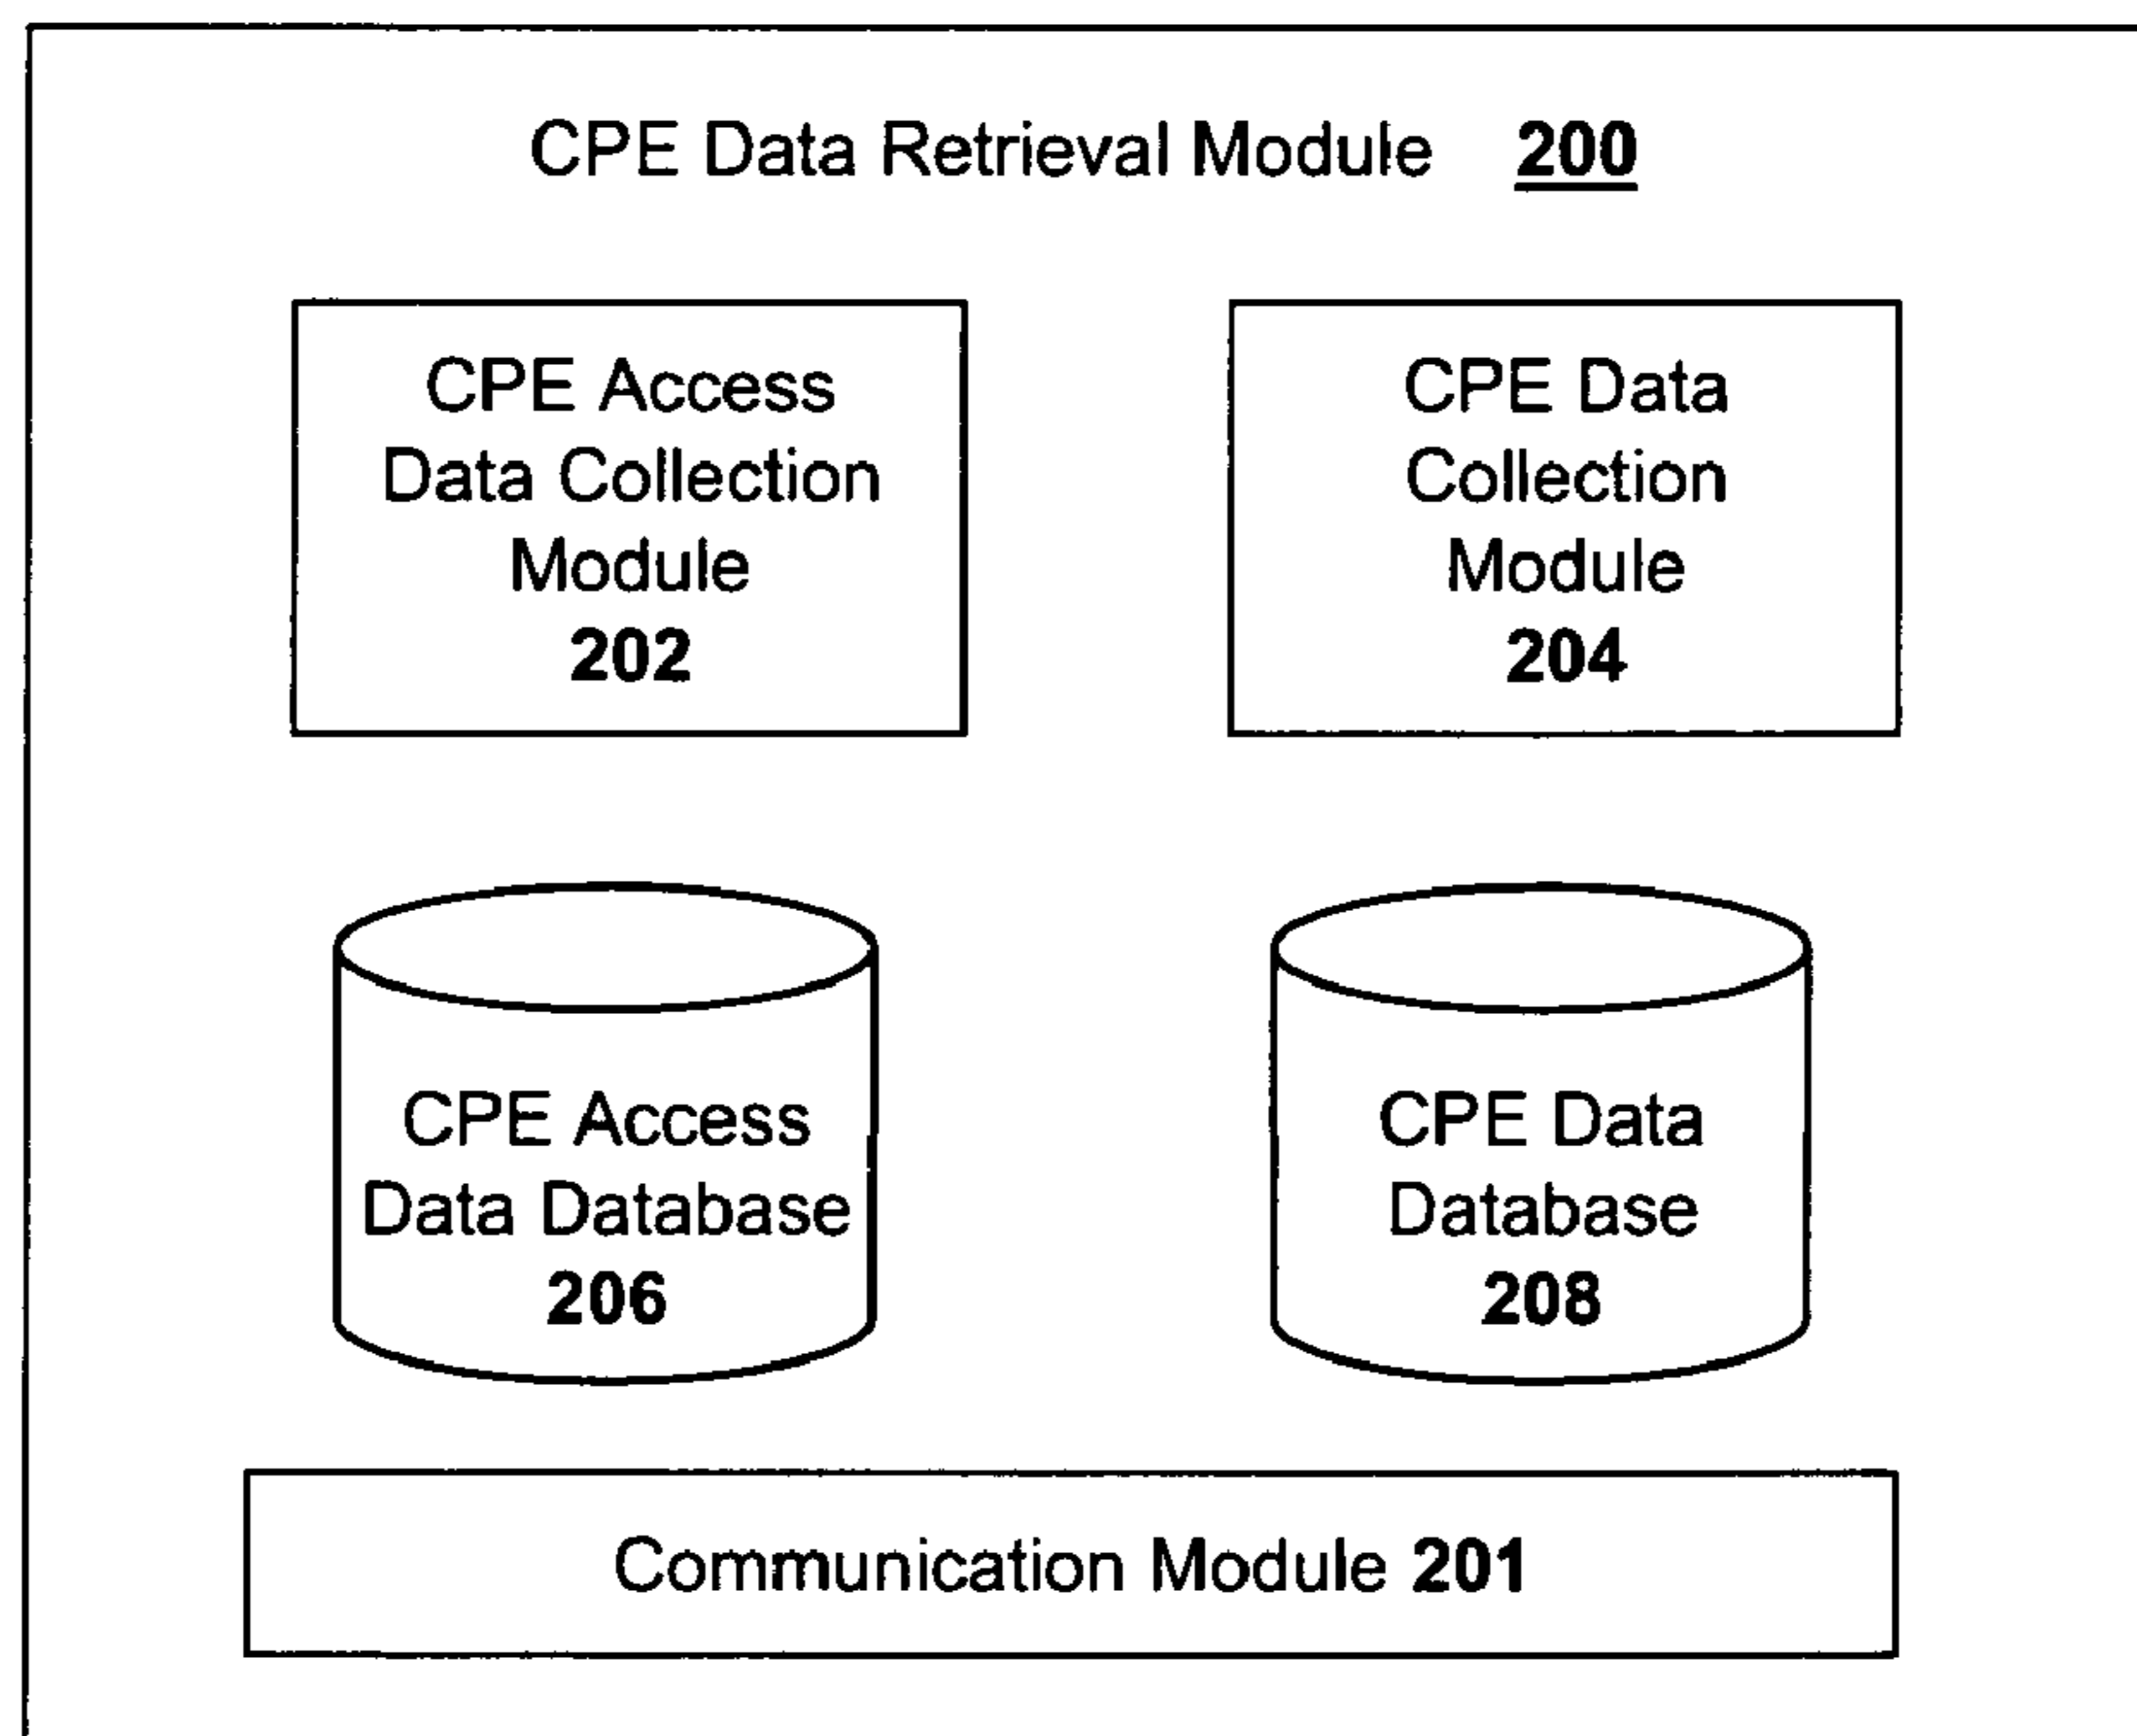 CPE Data Retrieval Module 200
CPE Access
Data Collection
Module
202
CPE Data
Collection
Module
204
CPE Access
Data Database
206
CPE Data
Database
208
Communication Module 201